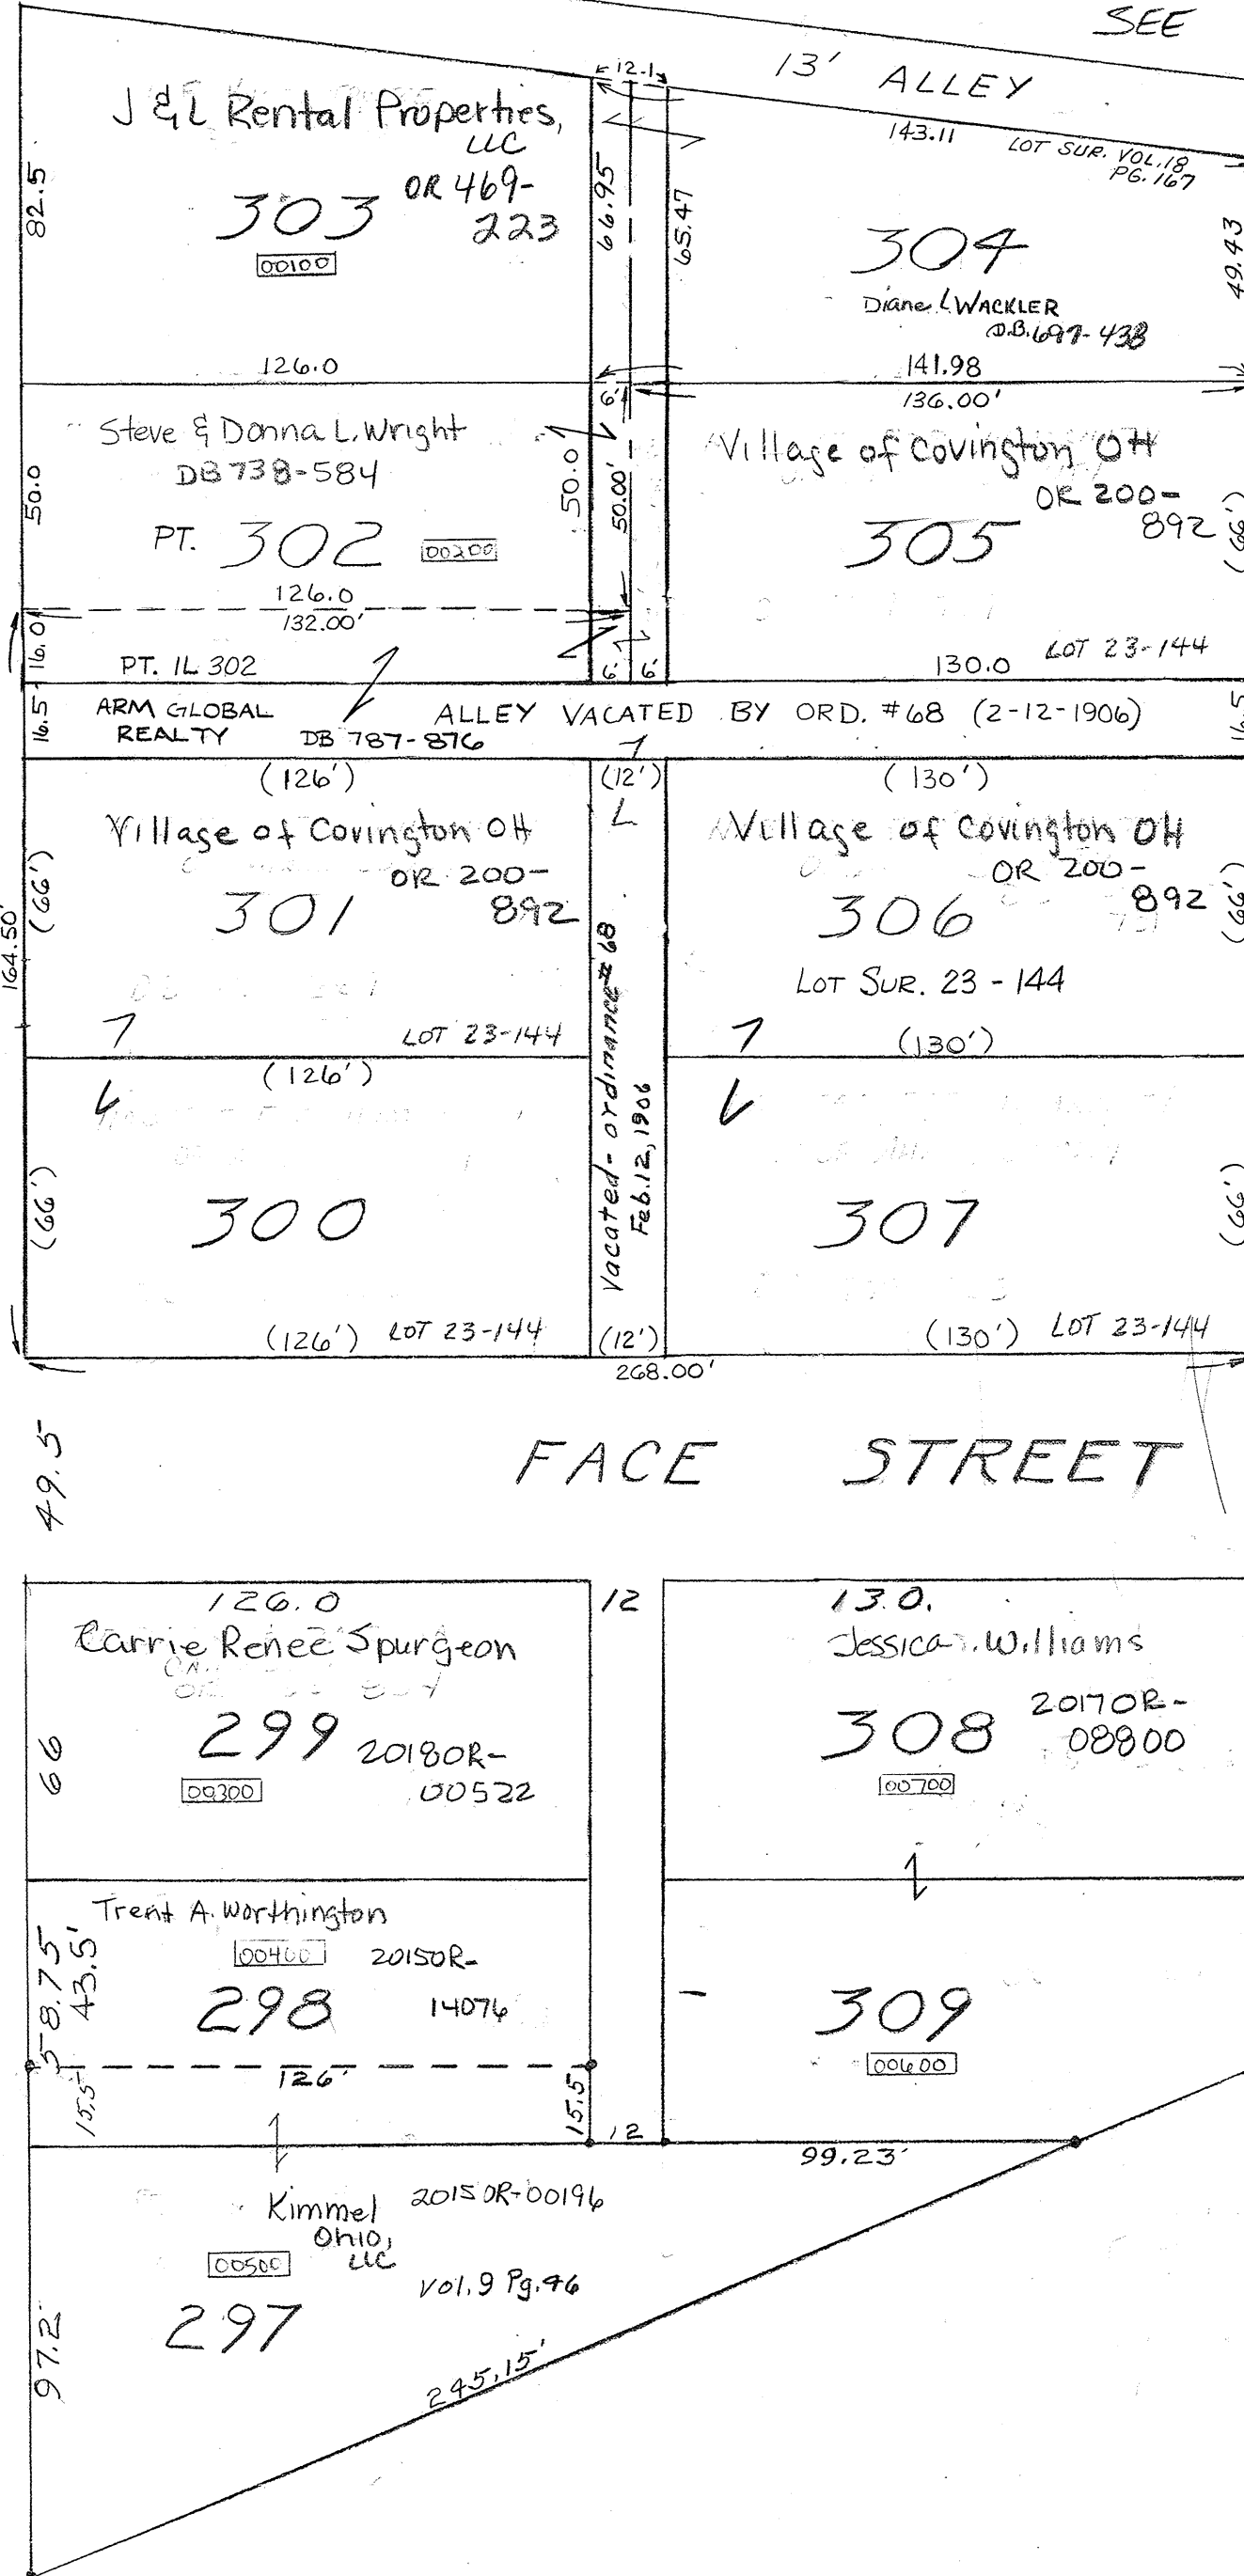 SEE
13' ALLEY
12.1
J & L Rental Properties,
LLC
OR 469-
223
303
00100
82.5
66.95
65.47
126.0
143.11
LOT SUR. VOL.18
PG. 167
304
Diane L WACKLER
D.B. 697-438
49.43
141.98
136.00'
Steve & Donna L. Wright
DB 738-584
PT. 302
00200
50.0
50.0
50.00'
6'
126.0
132.00'
16.0
PT. IL 302
6'
6'
Village of Covington OH
OR 200-
892
305
(66')
LOT 23-144
130.0
16.5
ARM GLOBAL
REALTY
DB 787-876
ALLEY VACATED BY ORD. #68 (2-12-1906)
16.5
(126')
(12')
(130')
Village of Covington OH
OR 200-
892
301
(66')
164.50'
LOT 23-144
Vacated - ordinance # 68
Feb. 12, 1906
Village of Covington OH
OR 200-
892
306
(66')
LOT SUR. 23 - 144
(130')
(126')
300
(66')
(126')
LOT 23-144
(12')
307
(66')
(130')
LOT 23-144
268.00'
49.5
FACE STREET
126.0
12
130.
Carrie Renee Spurgeon
299
20180R-
00522
00300
66
Jessica Williams
308
20170R-
08800
00700
Trent A. Worthington
00400
20150R-
14076
298
58.75
43.5'
126'
15.5
15.5
12
309
00600
99.23'
Kimmel
Ohio,
LLC
20150R-00196
00500
Vol. 9 Pg. 46
297
97.2
245.15'